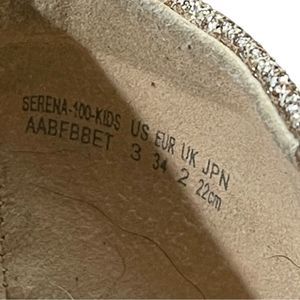 SERENA-100-KIDS US EUR UK JPN
AABFBBET 3 34 2 22cm